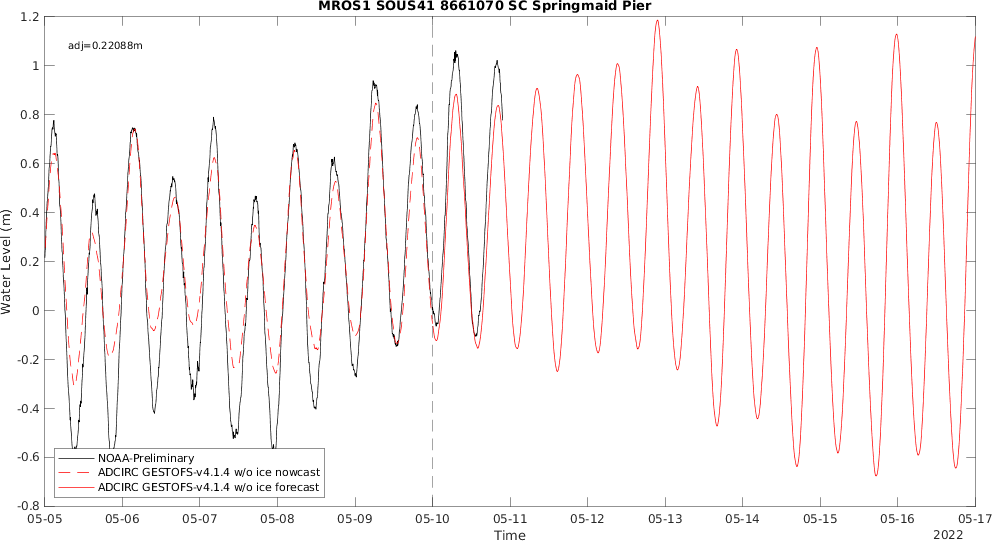 MROS1 SOUS41 8661070 SC Springmaid Pier
adj=0.22088m
1.2
1
0.8
0.6
0.4
0.2
0
-0.2
-0.4
-0.6
-0.8
Water Level (m)
NOAA-Preliminary
ADCIRC GESTOFS-v4.1.4 w/o ice nowcast
ADCIRC GESTOFS-v4.1.4 w/o ice forecast
05-05 05-06 05-07 05-08 05-09 05-10 05-11 05-12 05-13 05-14 05-15 05-16 05-17
Time
2022